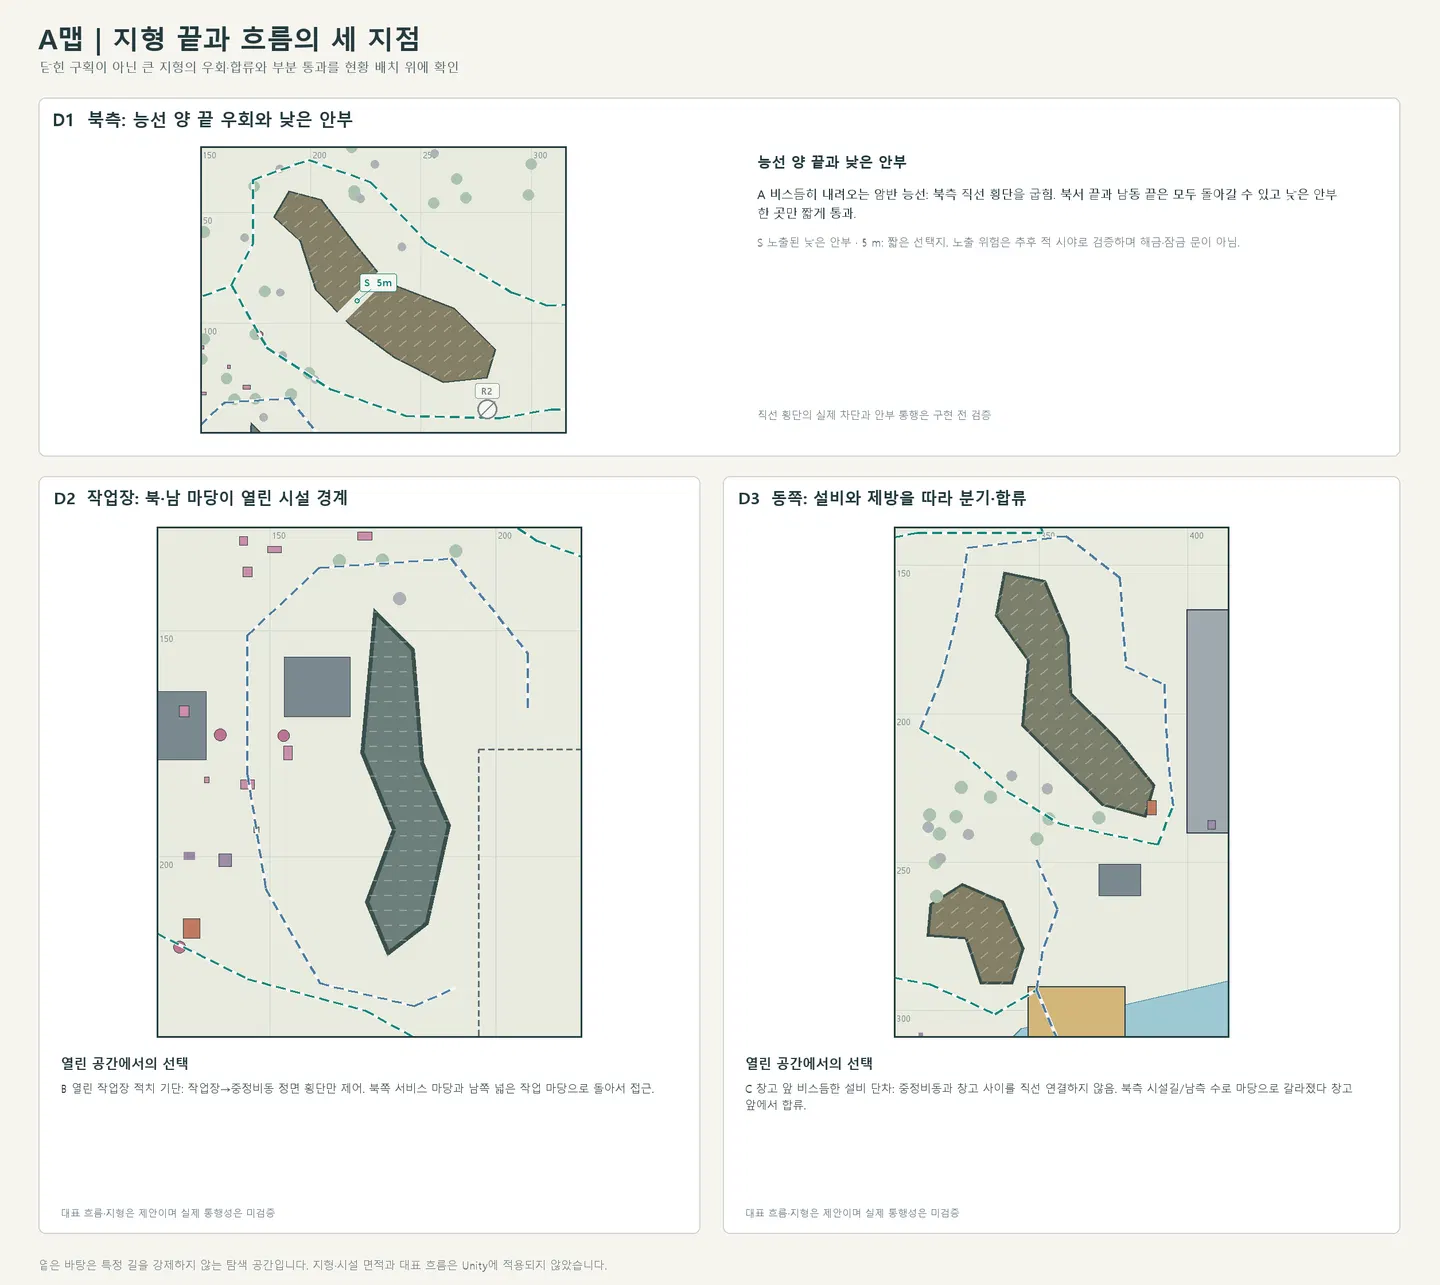 A맵 | 지형 끝과 흐름의 세 지점
닫힌 구획이 아닌 큰 지형의 우회·합류와 부분 통과를 현황 배치 위에 확인
D1 북측: 능선 양 끝 우회와 낮은 안부
150
200
250
300
50
100
S 5m
R2
능선 양 끝과 낮은 안부
A 비스듬히 내려오는 암반 능선: 북측 직선 횡단을 굽힘. 북서 끝과 남동 끝은 모두 돌아갈 수 있고 낮은 안부
한 곳만 짧게 통과.
S 노출된 낮은 안부 · 5 m: 짧은 선택지, 노출 위험은 추후 적 시야로 검증하며 해금·잠금 문이 아님.
직선 횡단의 실제 차단과 안부 통행은 구현 전 검증
D2 작업장: 북·남 마당이 열린 시설 경계
150
200
150
200
열린 공간에서의 선택
B 열린 작업장 적치 기단: 작업장→중정비동 정면 횡단만 제어. 북쪽 서비스 마당과 남쪽 넓은 작업 마당으로 돌아서 접근.
대표 흐름·지형은 제안이며 실제 통행성은 미검증
D3 동쪽: 설비와 제방을 따라 분기·합류
350
400
150
200
250
300
열린 공간에서의 선택
C 창고 앞 비스듬한 설비 단차: 중정비동과 창고 사이를 직선 연결하지 않음. 북측 시설길/남측 수로 마당으로 갈라졌다 창고
앞에서 합류.
대표 흐름·지형은 제안이며 실제 통행성은 미검증
옅은 바탕은 특정 길을 강제하지 않는 탐색 공간입니다. 지형·시설 면적과 대표 흐름은 Unity에 적용되지 않았습니다.